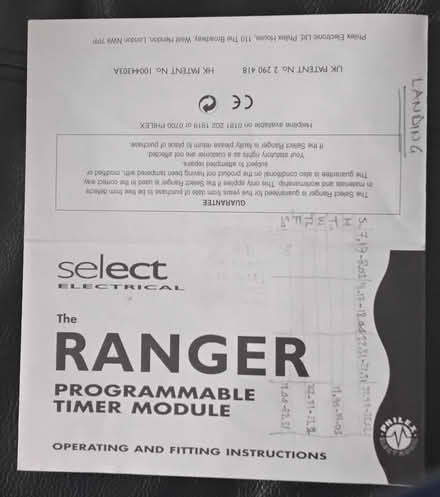 Philex Electronic Ltd, Philex House, 110 The Broadway, West Hendon, London, NW9 7PP
UK PATENT No. 2 290 418 HK PATENT No. 10044303A
CE
Helpline available on 0181 202 1919 or 0700 PHILEX
GUARANTEE
The Select Ranger is guaranteed for five years from date of purchase to be free from defects
in materials and workmanship. This only applies if the Select Ranger is used in the correct way.
The guarantee is also conditional on the product not having been tampered with, modified or
subject to attempted repairs.
Your statutory rights as a customer are not affected.
If the Select Ranger is faulty please return to place of purchase.
LANDING
select
ELECTRICAL
The
RANGER
PROGRAMMABLE
TIMER MODULE
OPERATING AND FITTING INSTRUCTIONS
PHILEX